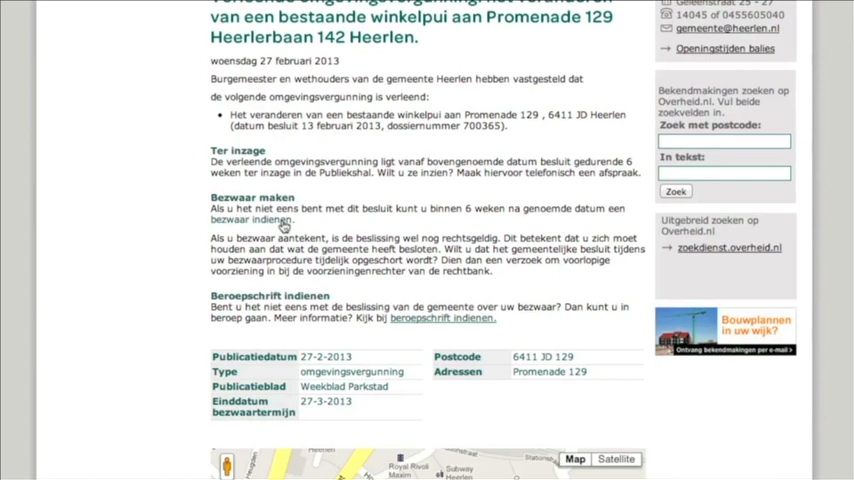 van een bestaande winkelpui aan Promenade 129
Heerlerbaan 142 Heerlen.
woensdag 27 februari 2013
Burgemeester en wethouders van de gemeente Heerlen hebben vastgesteld dat
de volgende omgevingsvergunning is verleend:
• Het veranderen van een bestaande winkelpui aan Promenade 129 , 6411 JD Heerlen
(datum besluit 13 februari 2013, dossiernummer 700365).
Ter inzage
De verleende omgevingsvergunning ligt vanaf bovengenoemde datum besluit gedurende 6
weken ter inzage in de Publiekshal. Wilt u ze inzien? Maak hiervoor telefonisch een afspraak.
Bezwaar maken
Als u het niet eens bent met dit besluit kunt u binnen 6 weken na genoemde datum een
bezwaar indienen.
Als u bezwaar aantekent, is de beslissing wel nog rechtsgeldig. Dit betekent dat u zich moet
houden aan dat wat de gemeente heeft besloten. Wilt u dat het gemeentelijke besluit tijdens
uw bezwaarprocedure tijdelijk opgeschort wordt? Dien dan een verzoek om voorlopige
voorziening in bij de voorzieningenrechter van de rechtbank.
Beroepschrift indienen
Bent u het niet eens met de beslissing van de gemeente over uw bezwaar? Dan kunt u in
beroep gaan. Meer informatie? Kijk bij beroepschrift indienen.
Publicatiedatum 27-2-2013
Type omgevingsvergunning
Publicatieblad Weekblad Parkstad
Einddatum 27-3-2013
bezwaartermijn
Postcode 6411 JD 129
Adressen Promenade 129
Heerlen
Royal Rivoli
Maxim
Subway
Heerlen
Map Satellite
14045 of 0455605040
gemeente@heerlen.nl
→ Openingstijden balies
Bekendmakingen zoeken op
Overheid.nl. Vul beide
zoekvelden in.
Zoek met postcode:
In tekst:
Zoek
Uitgebreid zoeken op
Overheid.nl
→ zoekdienst.overheid.nl
Bouwplannen
in uw wijk?
Ontvang bekendmakingen per e-mail >